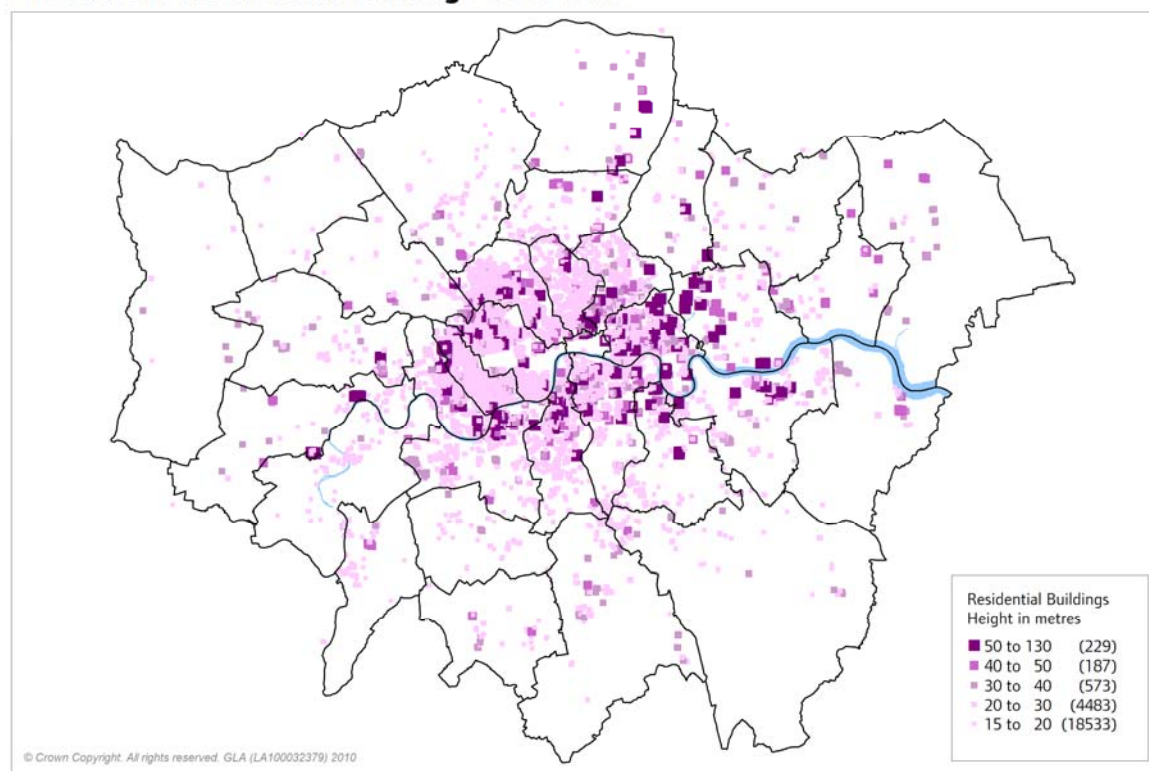 Residential Buildings
Height in metres
50 to 130 (229)
40 to 50 (187)
30 to 40 (573)
20 to 30 (4483)
15 to 20 (18533)
© Crown Copyright. All rights reserved. GLA (LA100032379) 2010